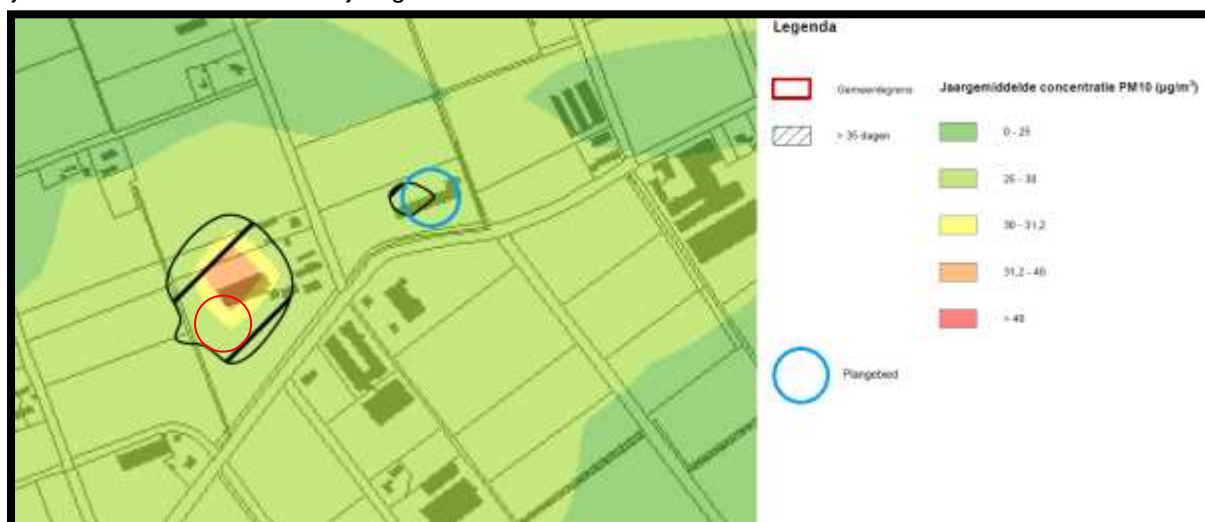 Legenda
Gemeentegrens
Jaargemiddelde concentratie PM10 (µg/m³)
> 35 dagen
0 - 25
25 - 30
30 - 31,2
31,2 - 40
> 40
Plangebied